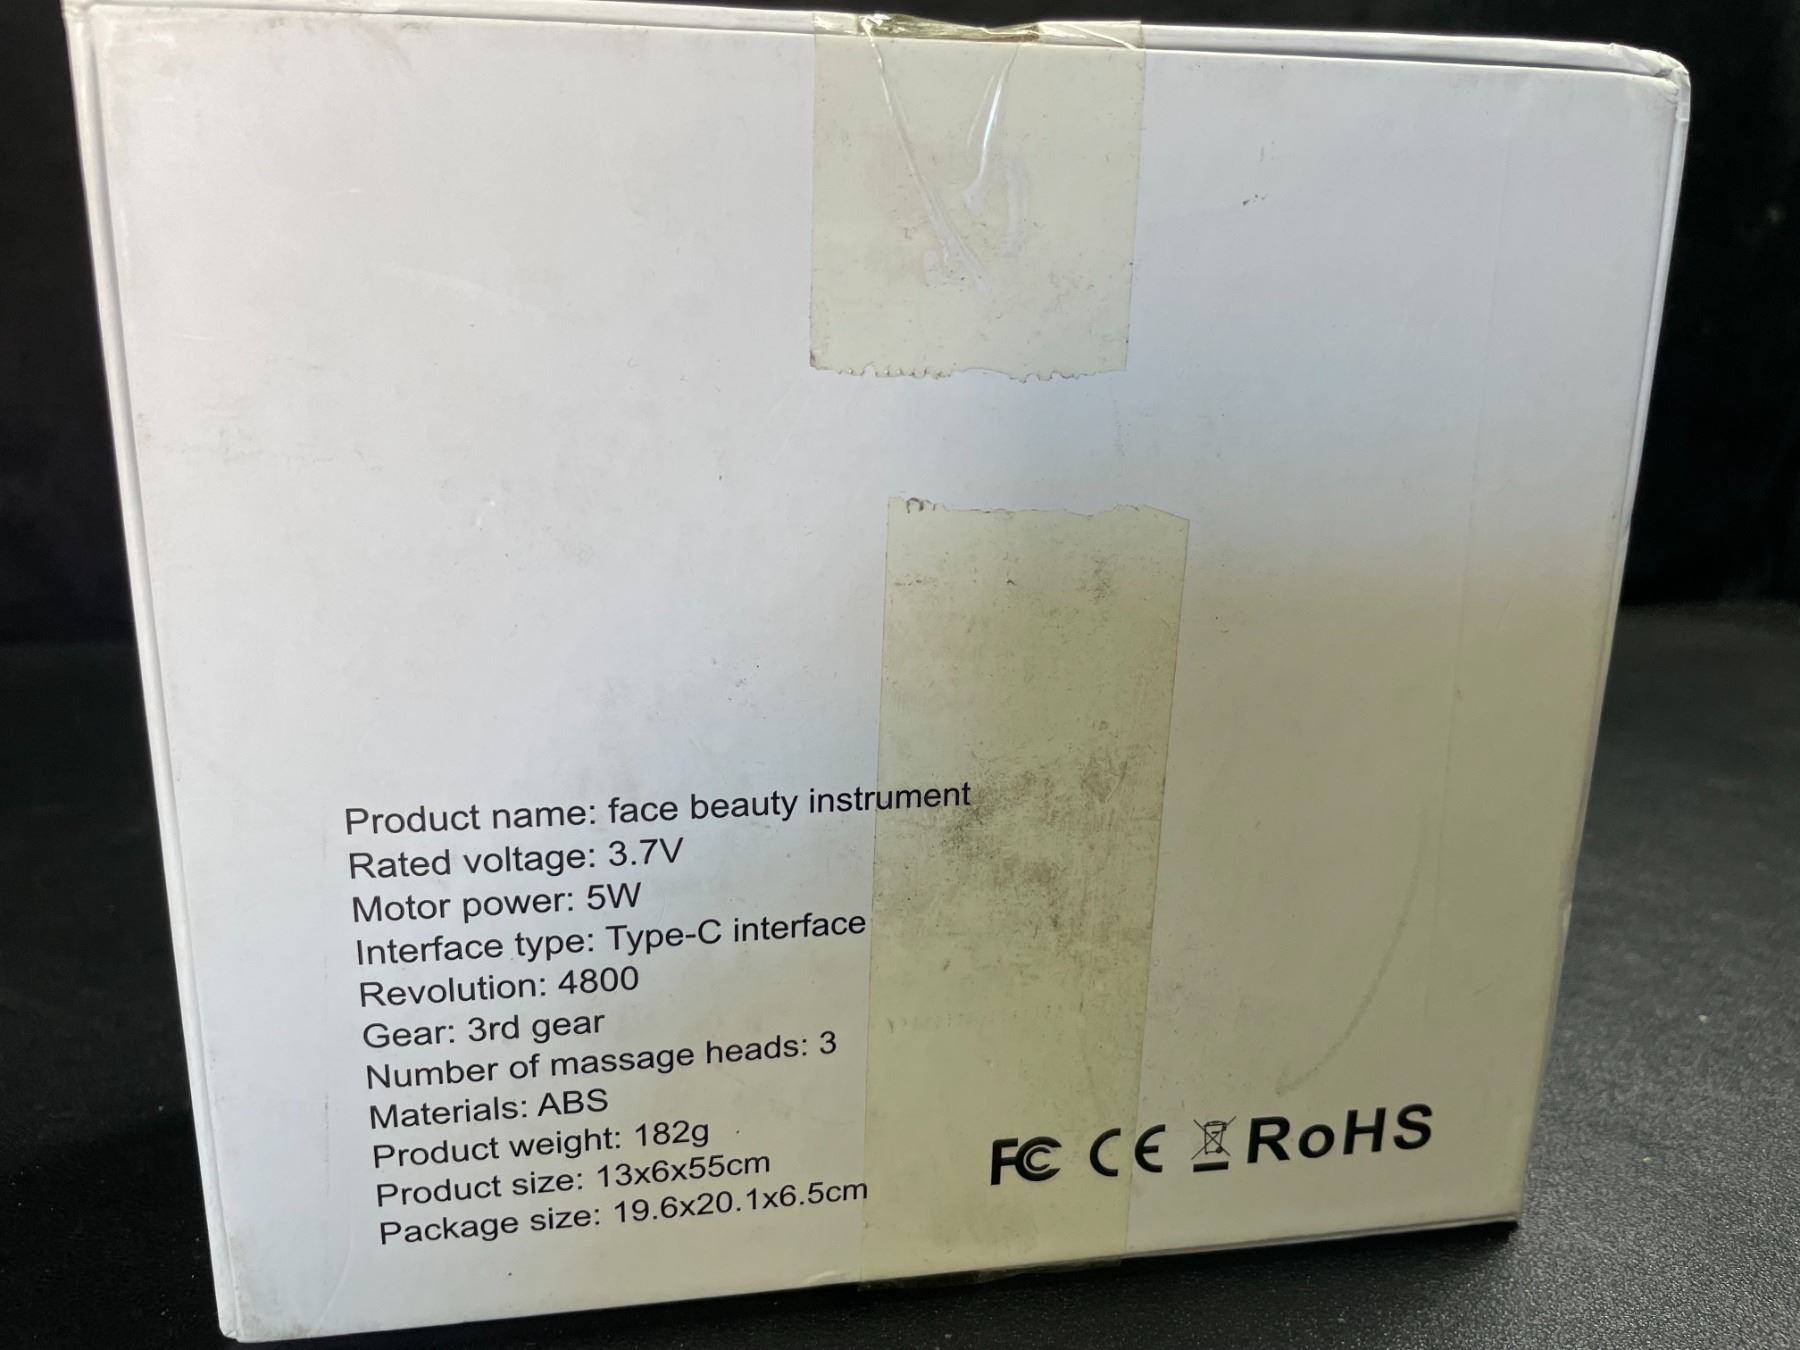 Product name: face beauty instrument
Rated voltage: 3.7V
Motor power: 5W
Interface type: Type-C interface
Revolution: 4800
Gear: 3rd gear
Number of massage heads: 3
Materials: ABS
Product weight: 182g
Product size: 13x6x55cm
Package size: 19.6x20.1x6.5cm
FC CE RoHS